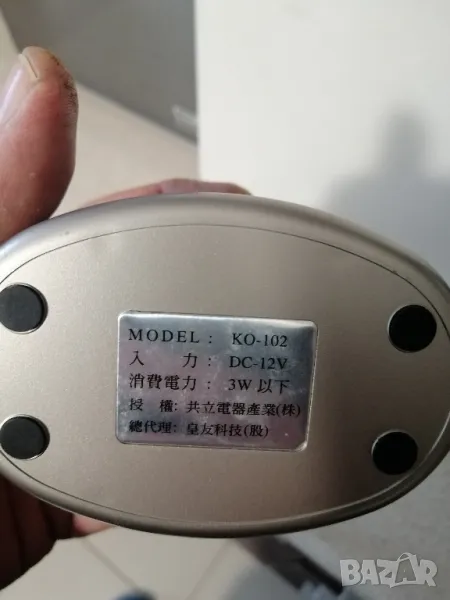 MODEL : KO-102
入 力 : DC-12V
消費電力 : 3W 以下
授 權: 共立電器產業(株)
總代理: 皇友科技(股)
BAZAR